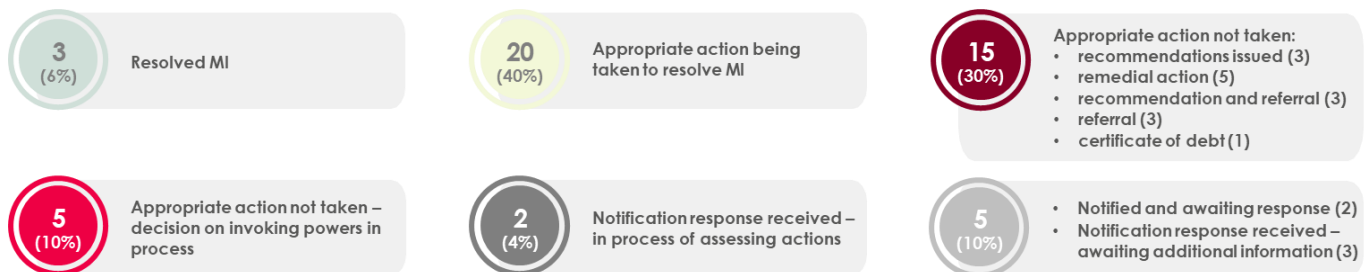 3
(6%)
Resolved MI
20
(40%)
Appropriate action being
taken to resolve MI
15
(30%)
Appropriate action not taken:
• recommendations issued (3)
• remedial action (5)
• recommendation and referral (3)
• referral (3)
• certificate of debt (1)
5
(10%)
Appropriate action not taken –
decision on invoking powers in
process
2
(4%)
Notification response received –
in process of assessing actions
5
(10%)
• Notified and awaiting response (2)
• Notification response received –
awaiting additional information (3)